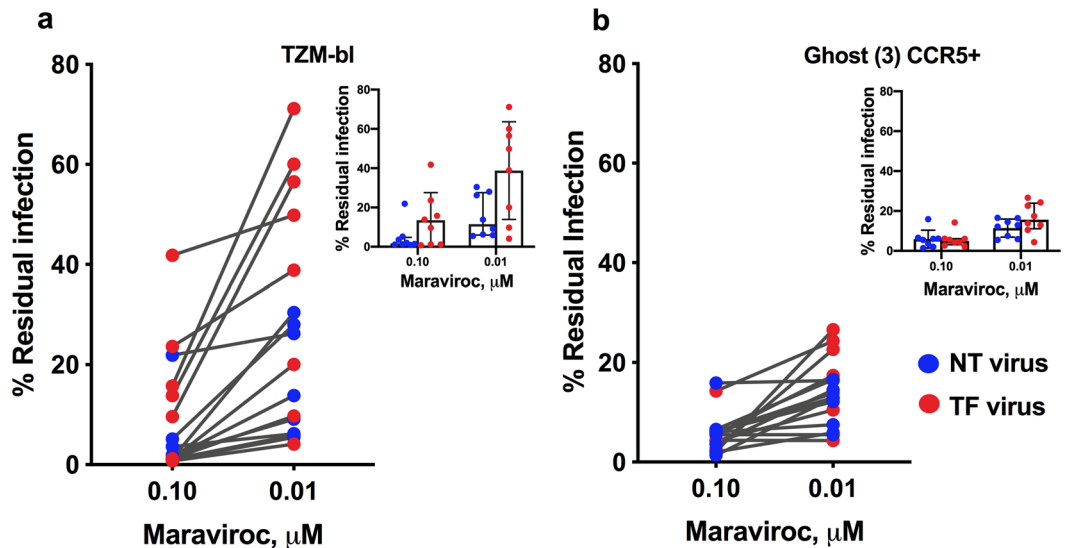 a
TZM-bl
% Residual infection
80
60
40
20
0
0.10
0.01
Maraviroc, μM
% Residual infection
80
60
40
20
0
0.10
0.01
Maraviroc, μM
b
Ghost (3) CCR5+
% Residual Infection
80
60
40
20
0
0.10
0.01
Maraviroc, μM
% Residual infection
80
60
40
20
0
0.10
0.01
Maraviroc, μM
NT virus
TF virus